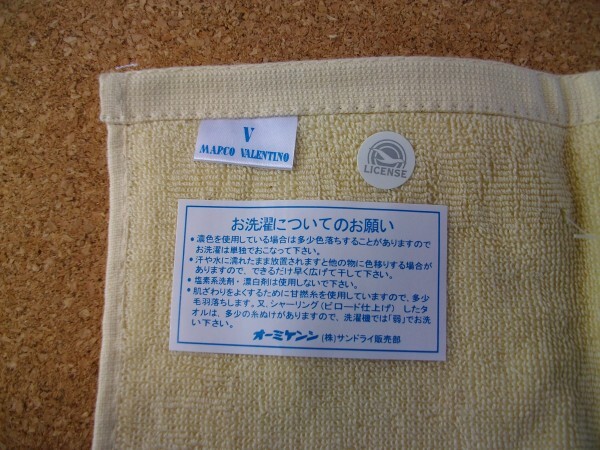 V
MARCO VALENTINO
LICENSE
お洗濯についてのお願い
●濃色を使用している場合は多少色落ちすることがありますので
お洗濯は単独でおこなって下さい。
●汗や水に濡れたまま放置されますと他の物に色移りする場合が
ありますので、できるだけ早く広げて干して下さい。
●塩素系洗剤・漂白剤は使用しないで下さい。
●肌ざわりをよくするために甘撚糸を使用していますので、多少
毛羽落ちします。又、シャーリング(ビロード仕上げ)したタ
オルは、多少の糸ぬけがありますので、洗濯機では「弱」でお洗
い下さい。
オーミケンシ (株)サンドライ販売部